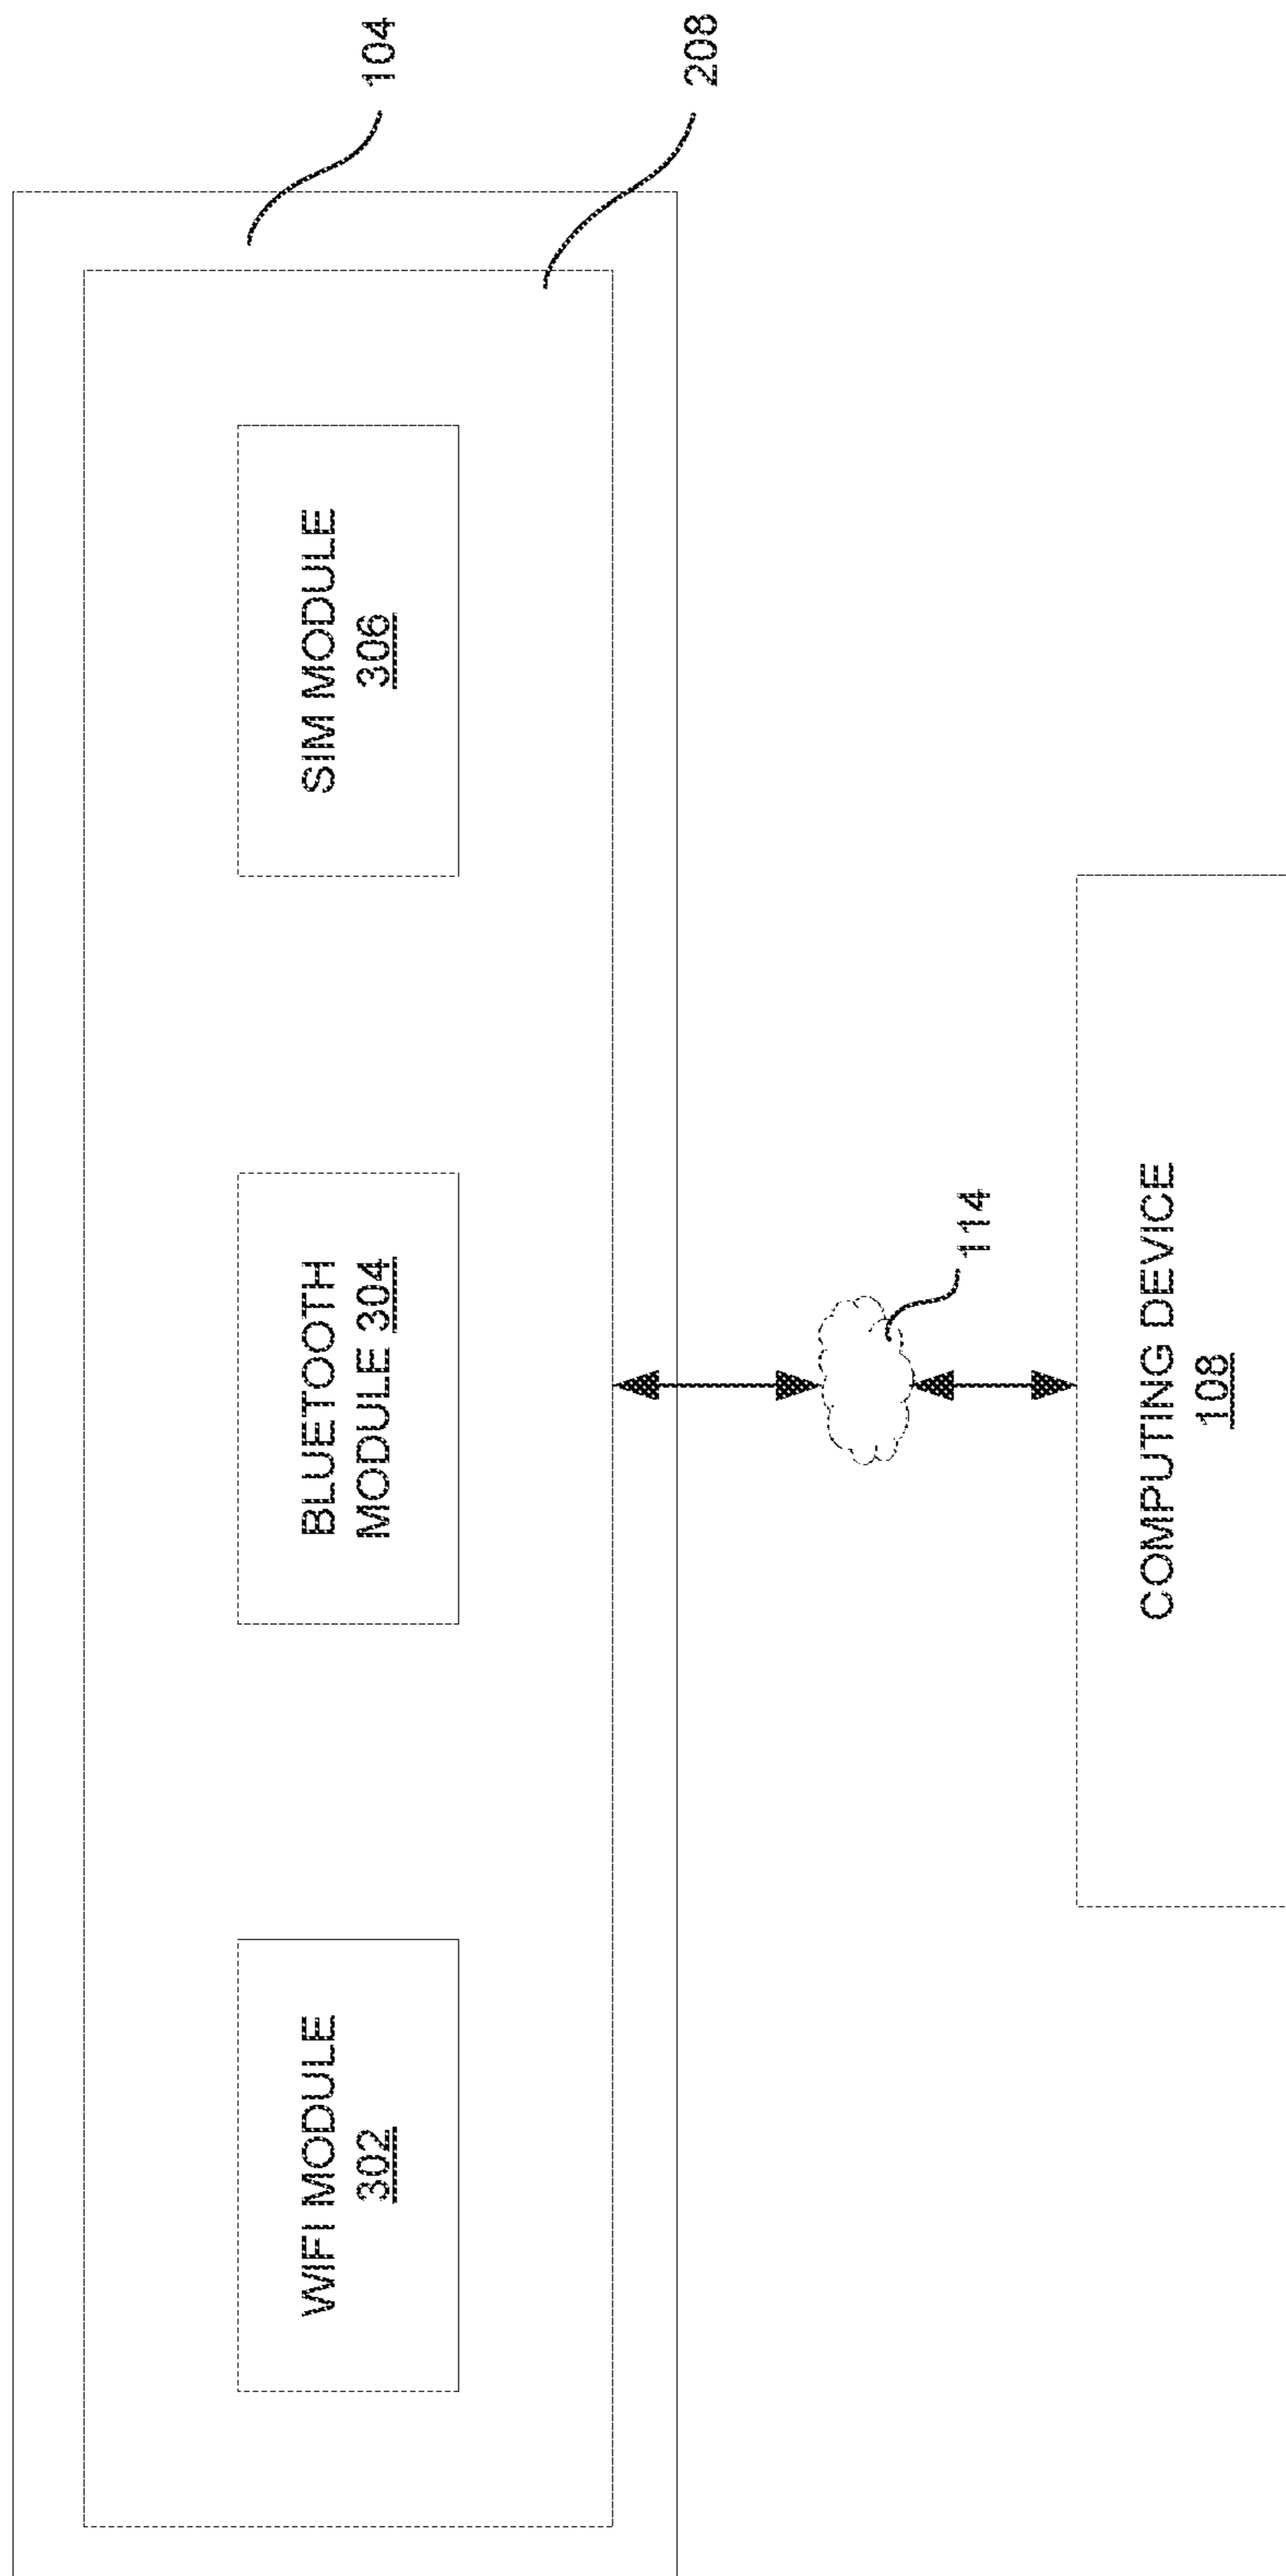 104
208
WIFI MODULE
302
BLUETOOTH
MODULE 304
SIM MODULE
306
114
COMPUTING DEVICE
108